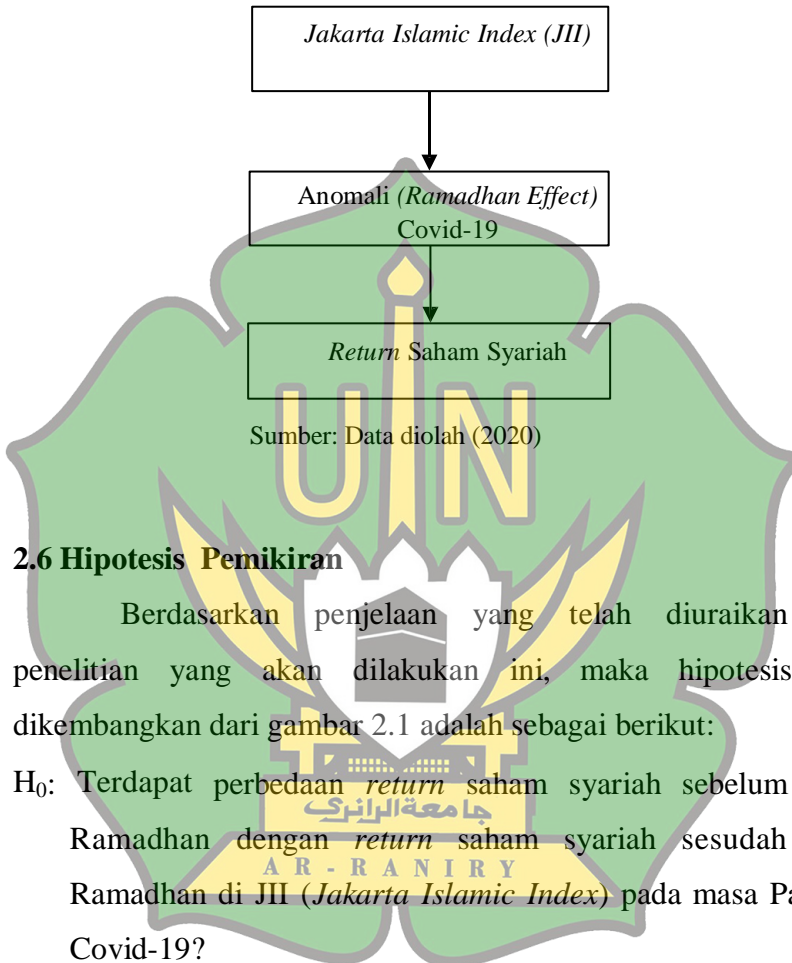 Jakarta Islamic Index (JII)
Anomali (Ramadhan Effect)
Covid-19
Return Saham Syariah
Sumber: Data diolah (2020)
UIN
2.6 Hipotesis Pemikiran
Berdasarkan penjelaan yang telah diuraikan
penelitian yang akan dilakukan ini, maka hipotesis
dikembangkan dari gambar 2.1 adalah sebagai berikut:
H₀: Terdapat perbedaan return saham syariah sebelum
جامعة الرانري
Ramadhan dengan return saham syariah sesudah
AR-RANIRY
Ramadhan di JII (Jakarta Islamic Index) pada masa Pa
Covid-19?